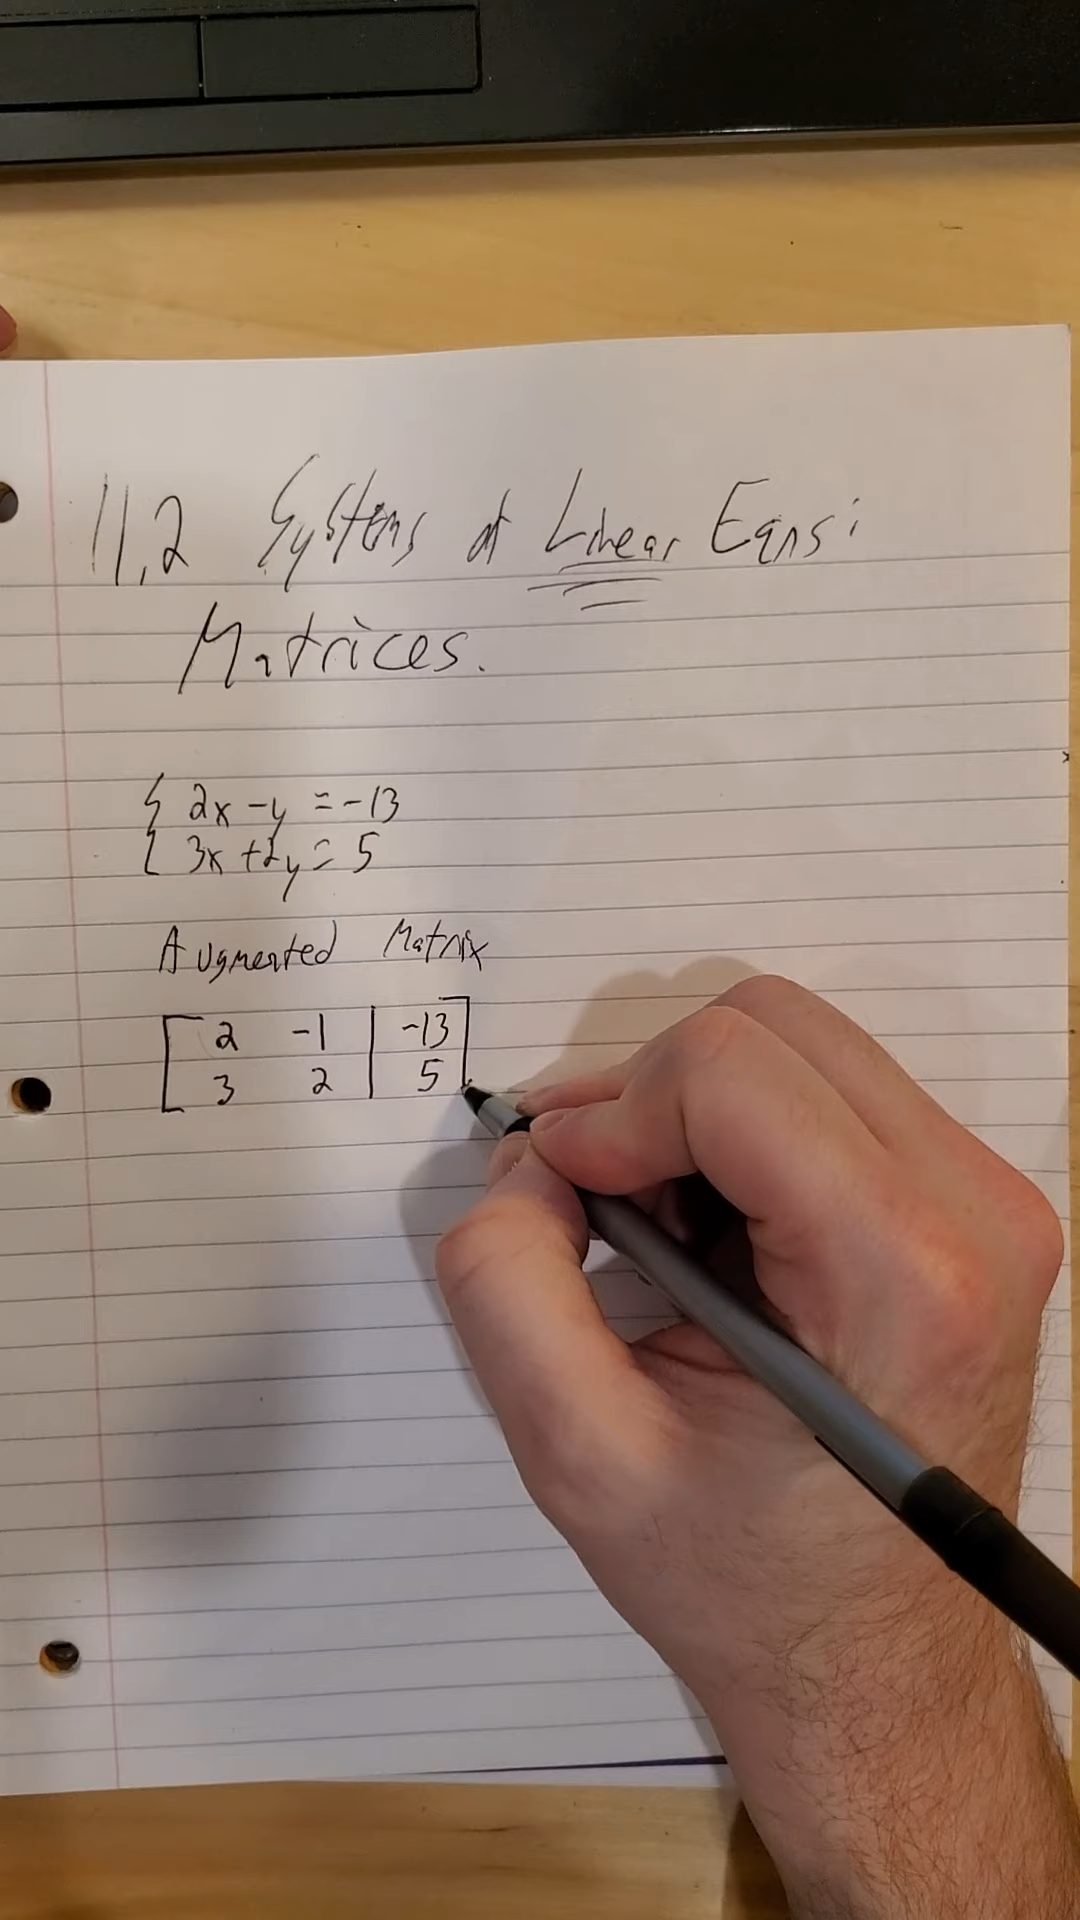 11.2 Systems of Linear Eqns:
Matrices.
{ 2x - y = -13
{ 3x + 2y = 5
Augmented Matrix
[ 2 -1 | -13 ]
[ 3 2 | 5 ]